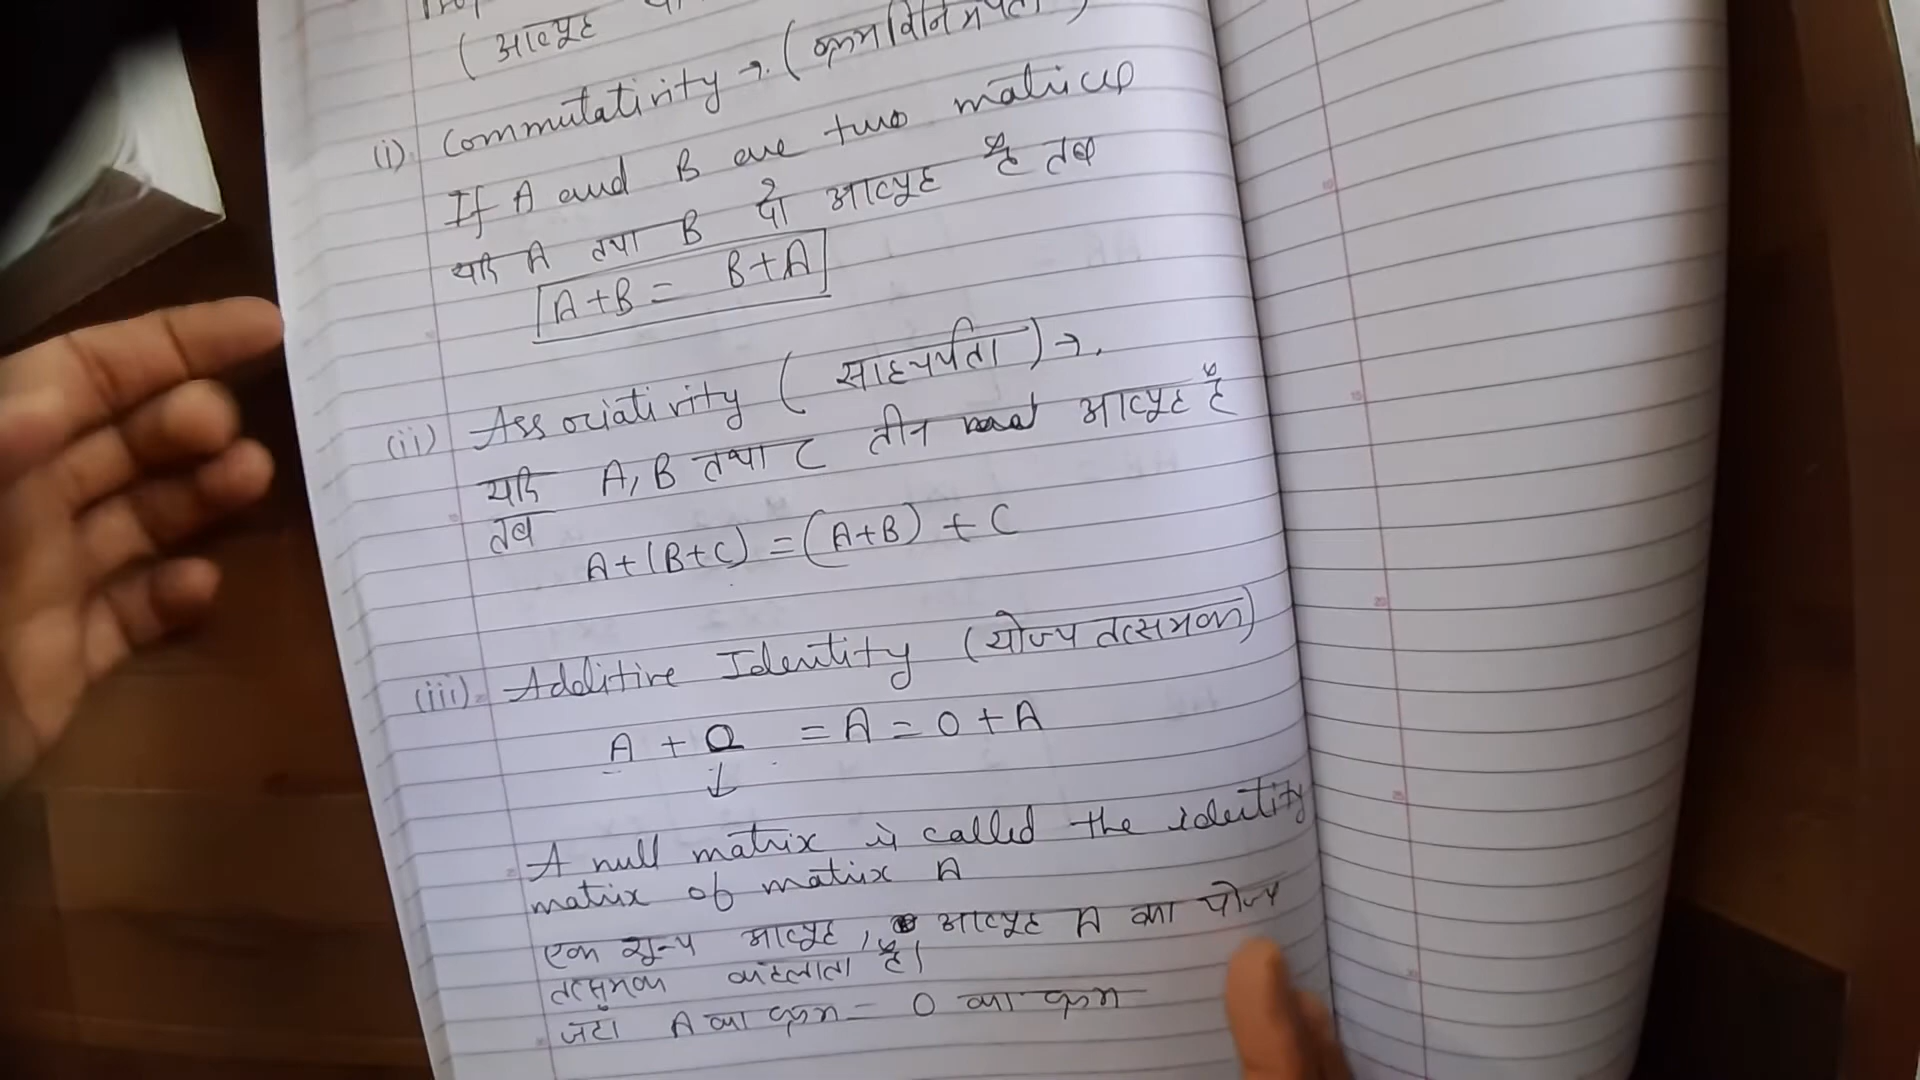 ( आव्यूह
(i) Commutativity →. (क्रमविनिमयता)
If A and B are two matrices
यदि A तथा B दो आव्यूह है तब
A+B = B+A
(ii) Associativity ( साहचर्यता) →.
यदि A, B तथा C तीन आव्यूह है
तब
A+(B+C) = (A+B) + C
(iii). Additive Identity (योज्य तत्समक)
A + O = A = O + A
↓
A null matrix is called the identity
matrix of matrix A
एक शून्य आव्यूह, आव्यूह A का योज्य
तत्समक कहलाता है।
जहाँ A का क्रम = O का क्रम